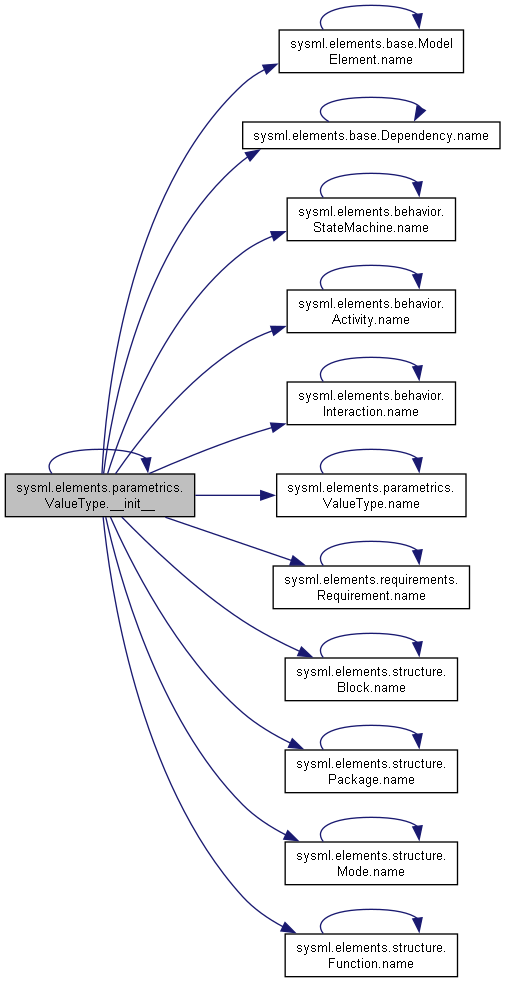 sysml.elements.base.Model
Element.name
sysml.elements.base.Dependency.name
sysml.elements.behavior.
StateMachine.name
sysml.elements.behavior.
Activity.name
sysml.elements.behavior.
Interaction.name
sysml.elements.parametrics.
ValueType.__init__
sysml.elements.parametrics.
ValueType.name
sysml.elements.requirements.
Requirement.name
sysml.elements.structure.
Block.name
sysml.elements.structure.
Package.name
sysml.elements.structure.
Mode.name
sysml.elements.structure.
Function.name